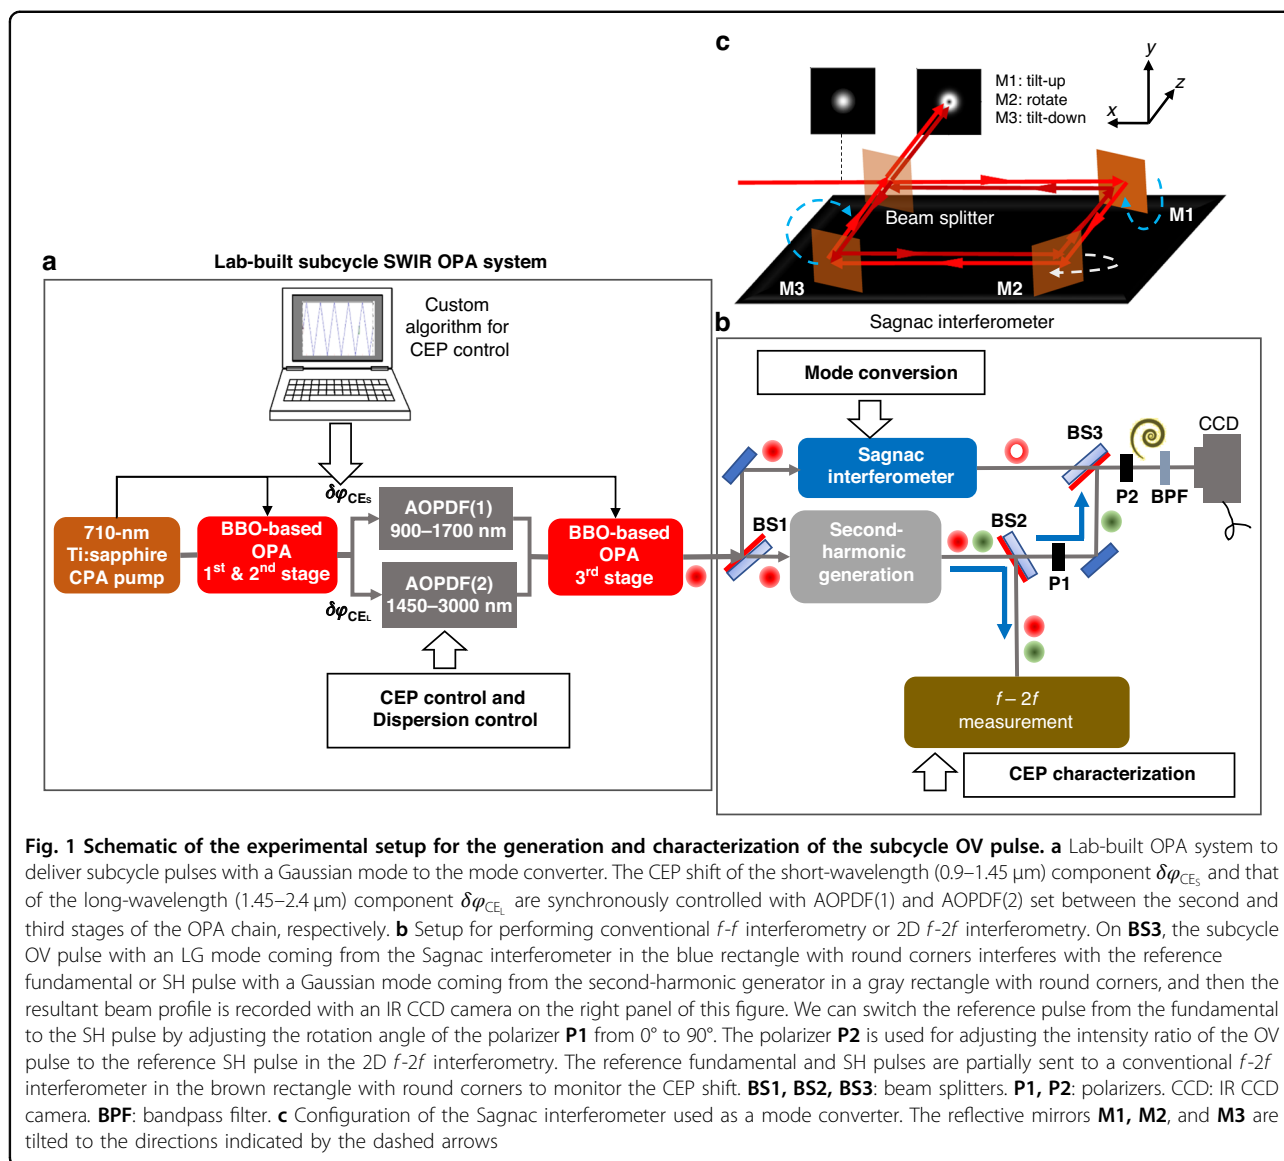 c
M1: tilt-up
M2: rotate
M3: tilt-down
y
z
x
Beam splitter
M1
M3
M2
Sagnac interferometer
a
Lab-built subcycle SWIR OPA system
Custom
algorithm for
CEP control
δφCES
710-nm
Ti:sapphire
CPA pump
BBO-based
OPA
1st & 2nd stage
AOPDF(1)
900–1700 nm
AOPDF(2)
1450–3000 nm
δφCEL
BBO-based
OPA
3rd stage
CEP control and
Dispersion control
b
Mode conversion
Sagnac
interferometer
BS3
CCD
P2
BPF
BS1
Second-
harmonic
generation
BS2
P1
f – 2f
measurement
CEP characterization
Fig. 1 Schematic of the experimental setup for the generation and characterization of the subcycle OV pulse. a Lab-built OPA system to
deliver subcycle pulses with a Gaussian mode to the mode converter. The CEP shift of the short-wavelength (0.9–1.45 μm) component δφCES and that
of the long-wavelength (1.45–2.4 μm) component δφCEL are synchronously controlled with AOPDF(1) and AOPDF(2) set between the second and
third stages of the OPA chain, respectively. b Setup for performing conventional f-f interferometry or 2D f-2f interferometry. On BS3, the subcycle
OV pulse with an LG mode coming from the Sagnac interferometer in the blue rectangle with round corners interferes with the reference
fundamental or SH pulse with a Gaussian mode coming from the second-harmonic generator in a gray rectangle with round corners, and then the
resultant beam profile is recorded with an IR CCD camera on the right panel of this figure. We can switch the reference pulse from the fundamental
to the SH pulse by adjusting the rotation angle of the polarizer P1 from 0° to 90°. The polarizer P2 is used for adjusting the intensity ratio of the OV
pulse to the reference SH pulse in the 2D f-2f interferometry. The reference fundamental and SH pulses are partially sent to a conventional f-2f
interferometer in the brown rectangle with round corners to monitor the CEP shift. BS1, BS2, BS3: beam splitters. P1, P2: polarizers. CCD: IR CCD
camera. BPF: bandpass filter. c Configuration of the Sagnac interferometer used as a mode converter. The reflective mirrors M1, M2, and M3 are
tilted to the directions indicated by the dashed arrows